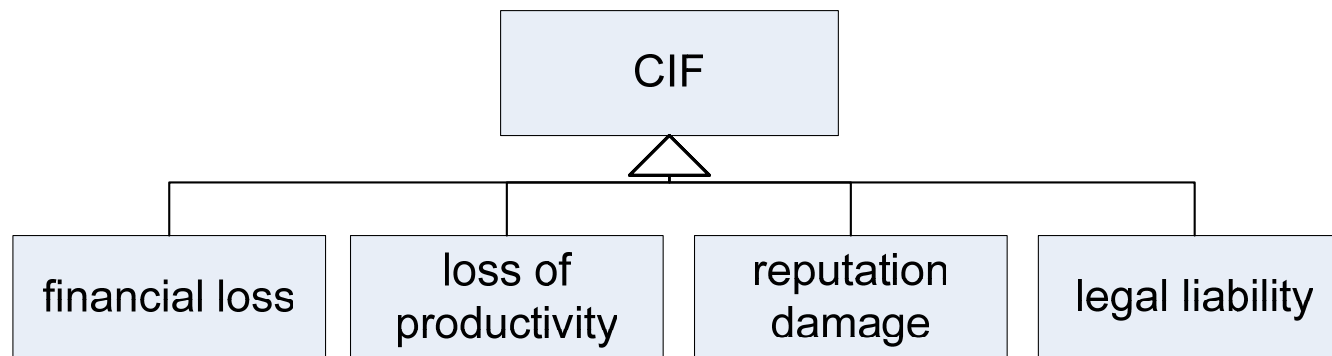 CIF
financial loss
loss of
productivity
reputation
damage
legal liability